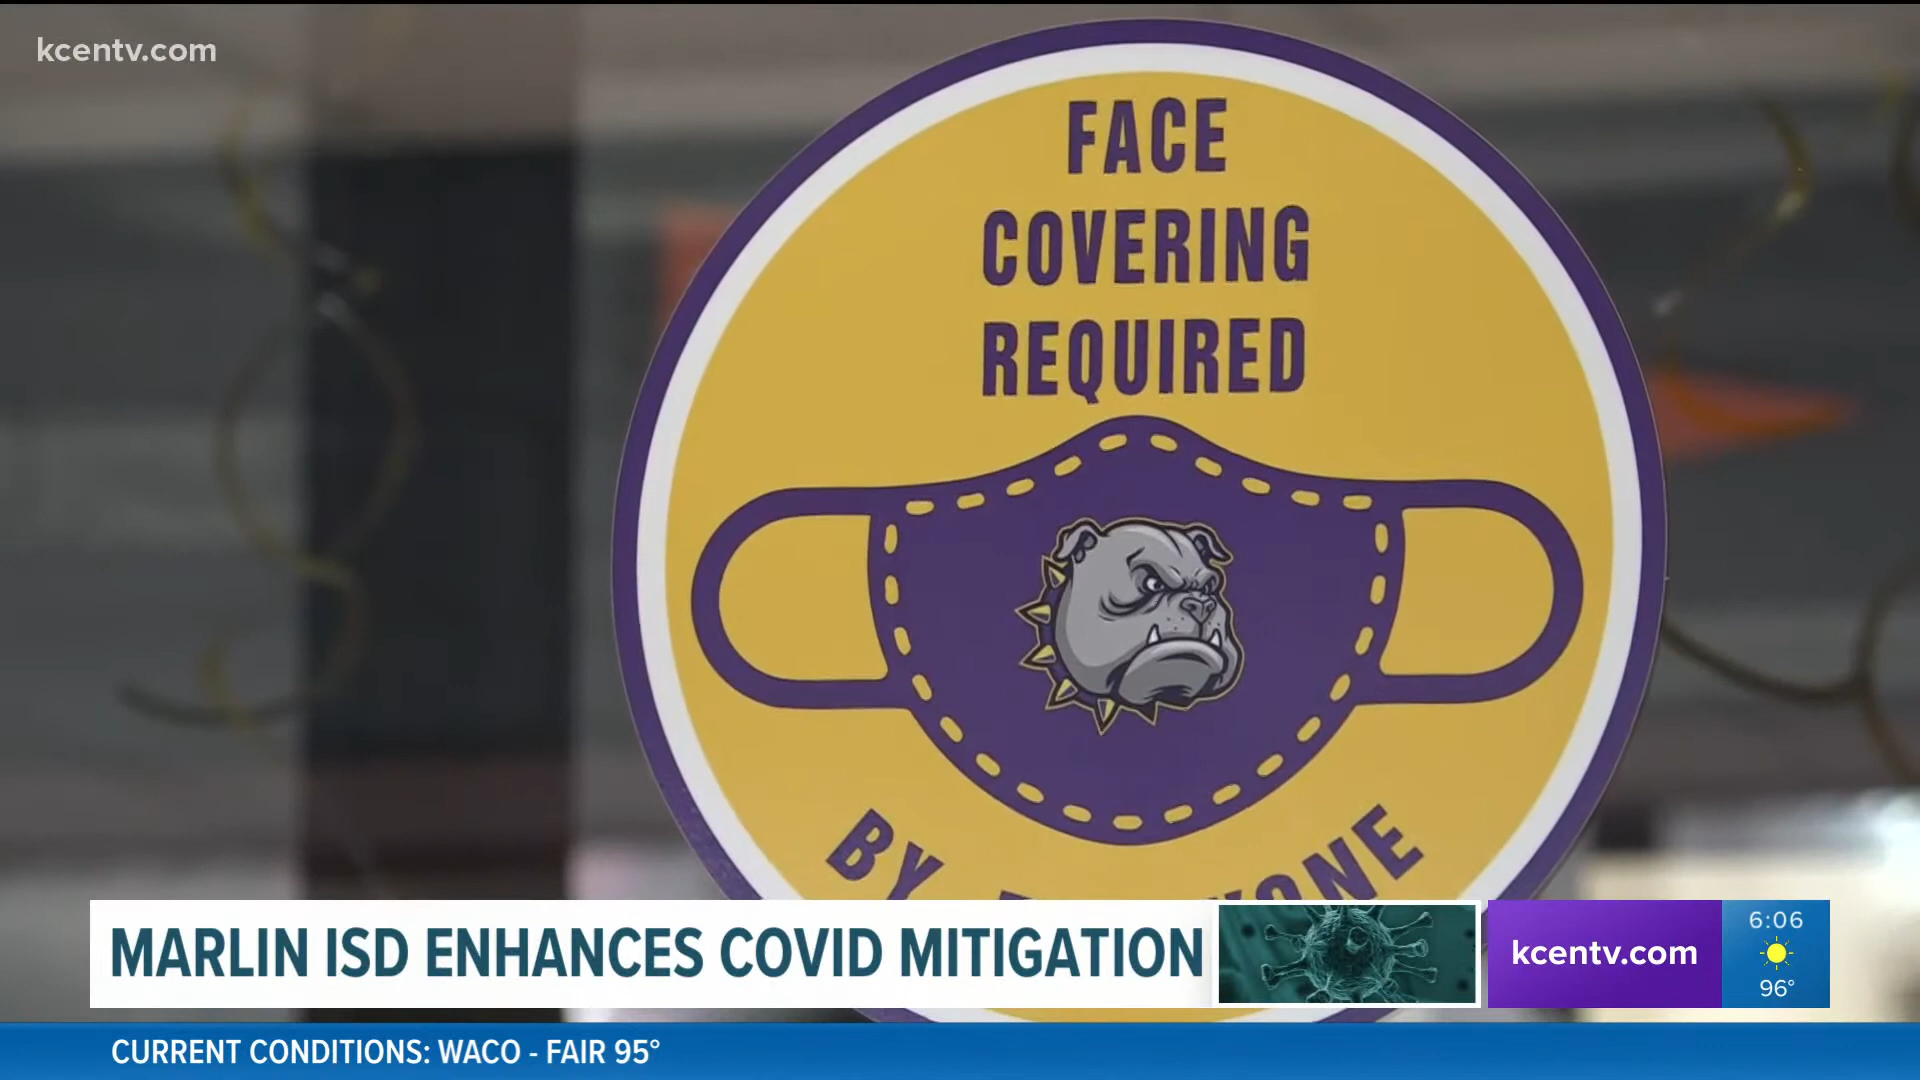 kcentv.com
FACE
COVERING
REQUIRED
BY
MARLIN ISD ENHANCES COVID MITIGATION
kcentv.com
6:06
96°
CURRENT CONDITIONS: WACO - FAIR 95°